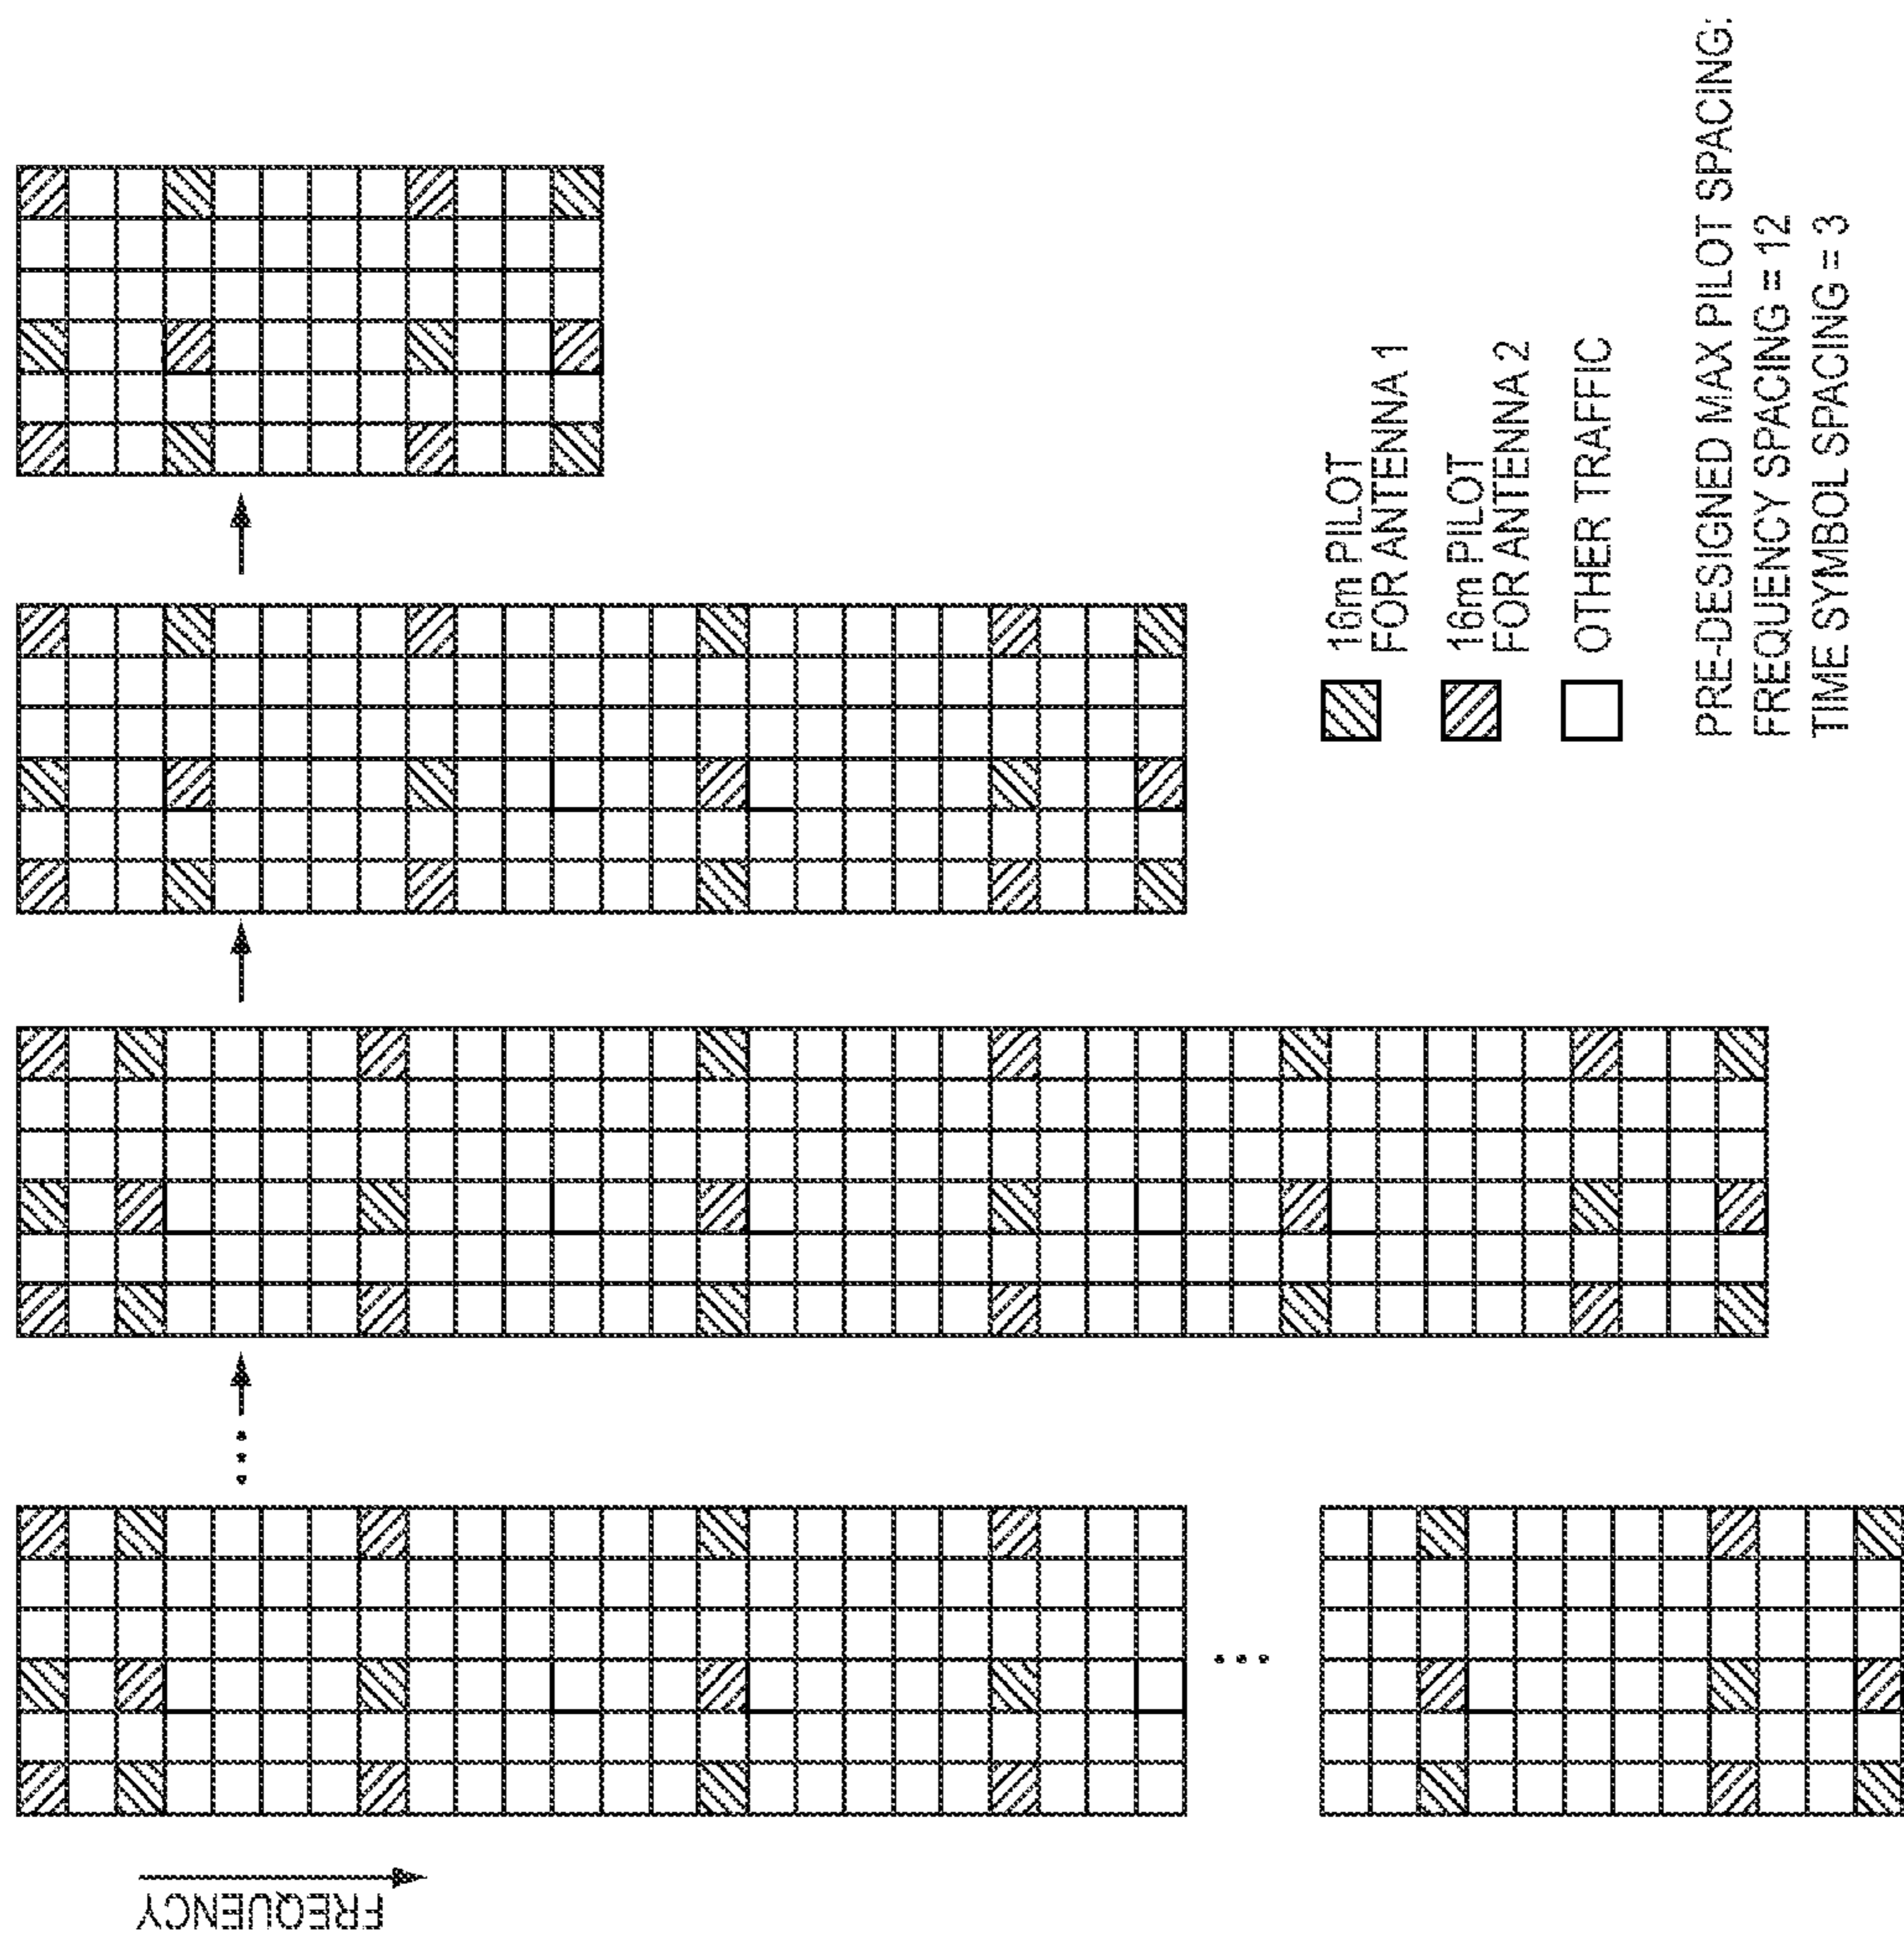 FREQUENCY
16m PILOT
FOR ANTENNA 1
16m PILOT
FOR ANTENNA 2
OTHER TRAFFIC
PRE-DESIGNED MAX PILOT SPACING:
FREQUENCY SPACING = 12
TIME SYMBOL SPACING = 3